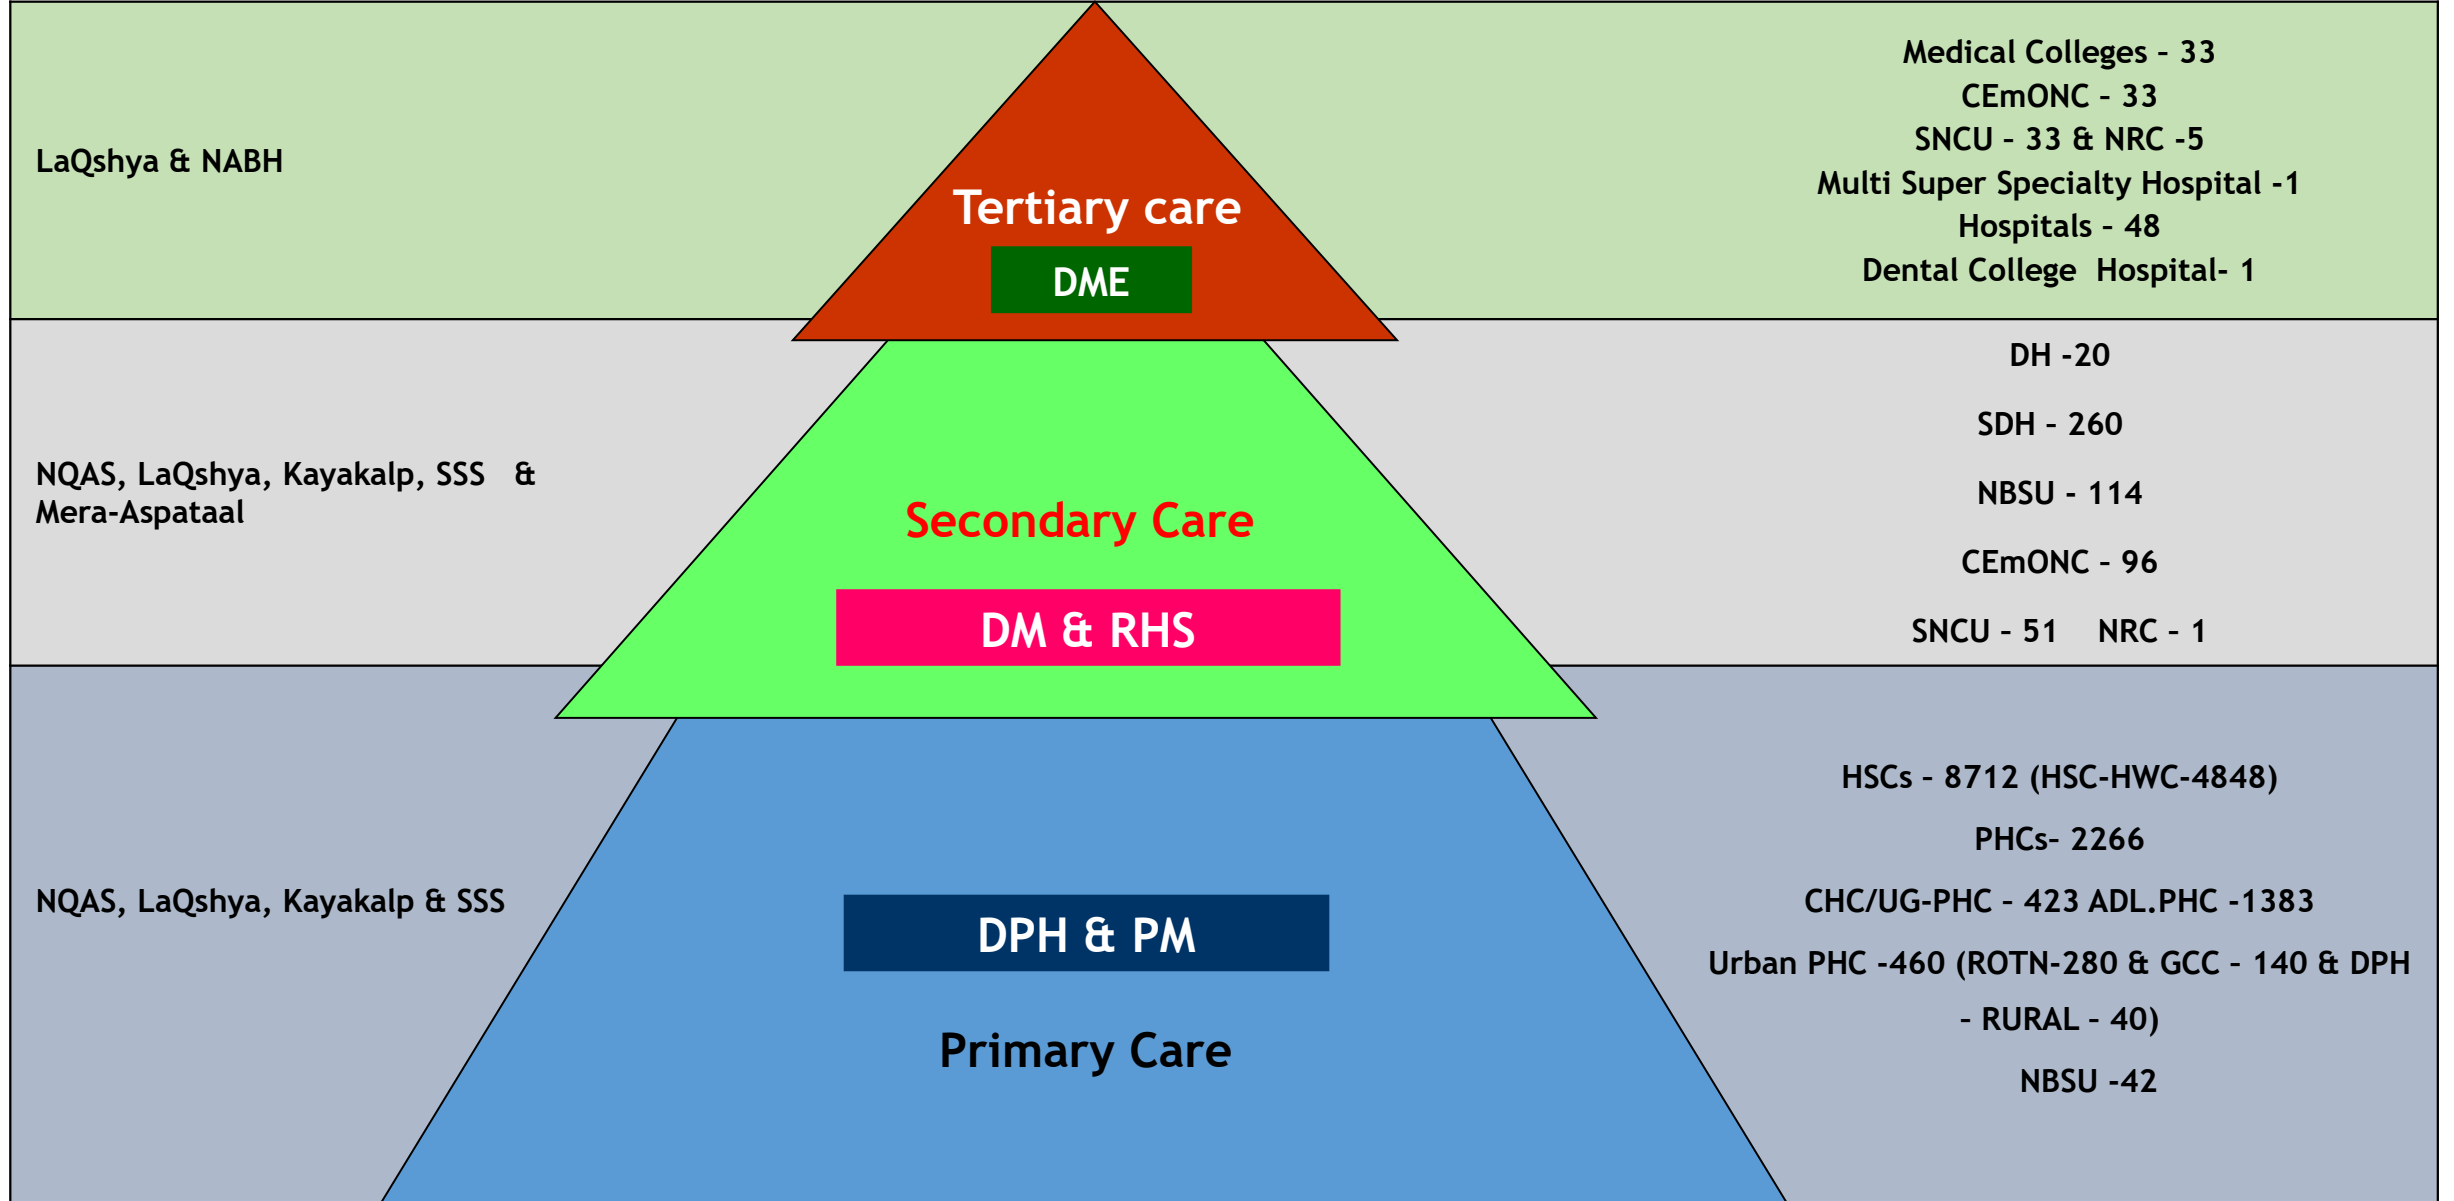 LaQshya & NABH
Tertiary care
DME
Medical Colleges – 33
CEmONC – 33
SNCU – 33 & NRC -5
Multi Super Specialty Hospital -1
Hospitals – 48
Dental College Hospital- 1
NQAS, LaQshya, Kayakalp, SSS &
Mera-Aspataal
Secondary Care
DM & RHS
DH -20
SDH – 260
NBSU - 114
CEmONC – 96
SNCU – 51 NRC – 1
NQAS, LaQshya, Kayakalp & SSS
DPH & PM
Primary Care
HSCs – 8712 (HSC-HWC-4848)
PHCs– 2266
CHC/UG-PHC – 423 ADL.PHC -1383
Urban PHC -460 (ROTN-280 & GCC – 140 & DPH
– RURAL – 40)
NBSU -42